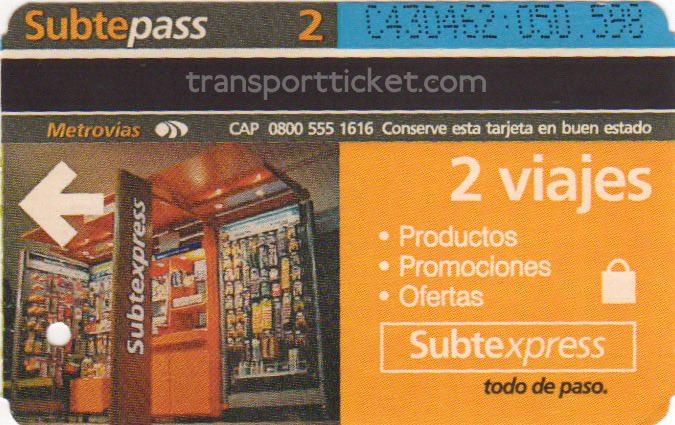 Subtepass 2 C430462 050.598
transportticket.com
Metrovías CAP 0800 555 1616 Conserve esta tarjeta en buen estado
2 viajes
• Productos
• Promociones
• Ofertas
Subtexpress
Subtexpress
todo de paso.